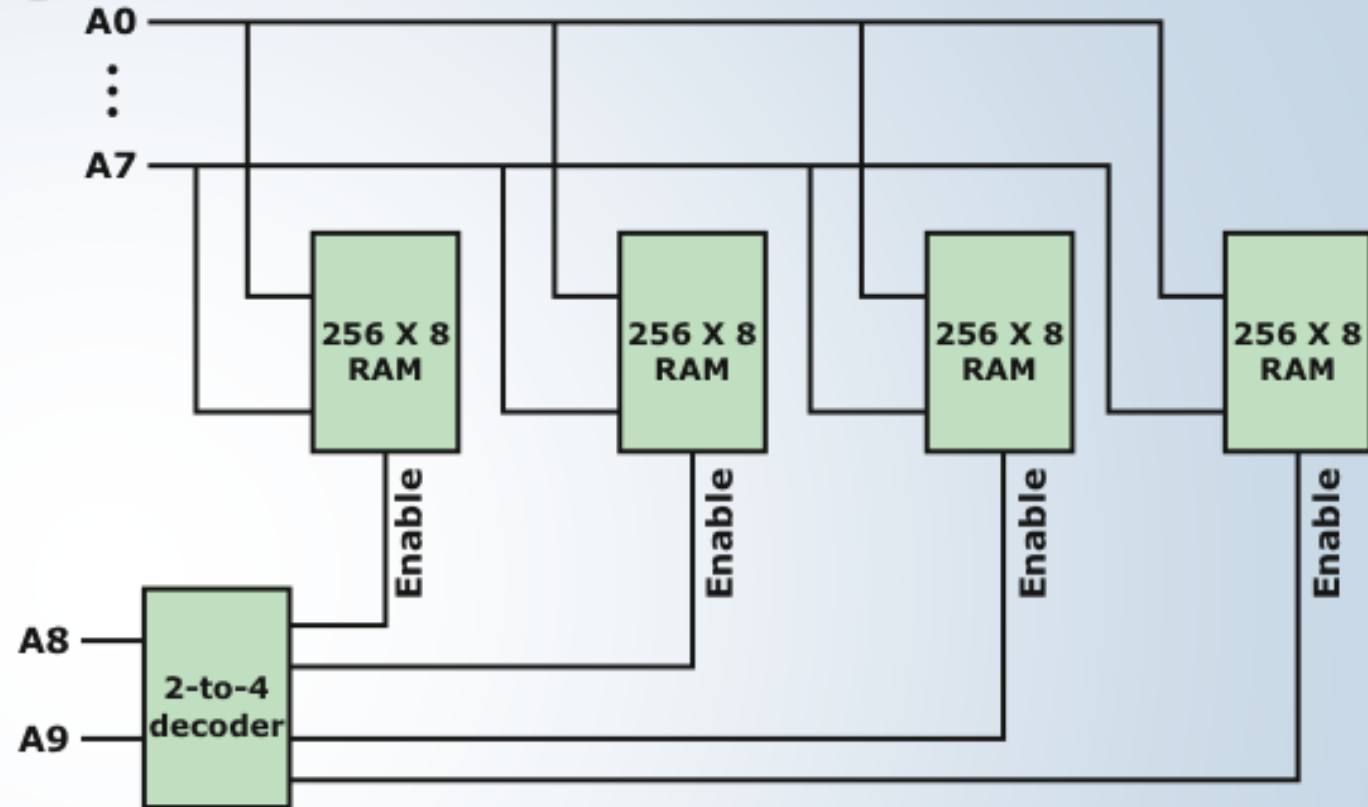 A0
A7
256 X 8
RAM
256 X 8
RAM
256 X 8
RAM
256 X 8
RAM
Enable
Enable
Enable
Enable
A8
2-to-4
decoder
A9